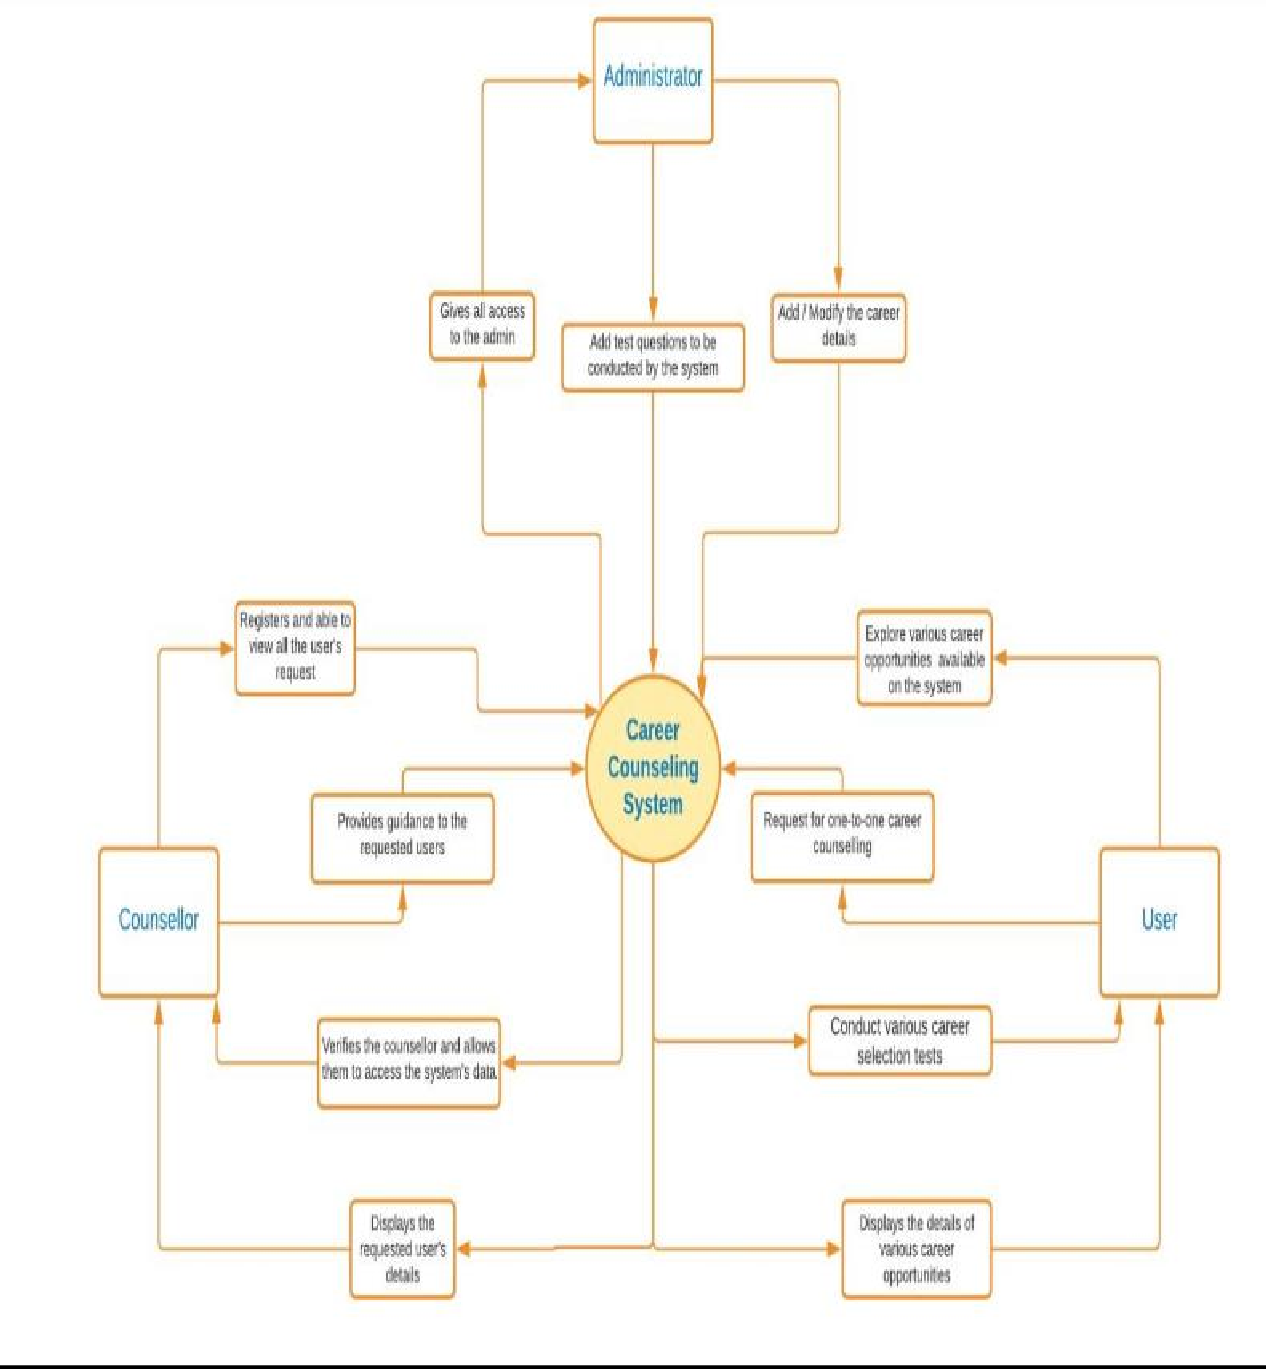 Administrator
Gives all access
to the admin
Add test questions to be
conducted by the system
Add / Modify the career
details
Registers and able to
view all the user's
request
Explore various career
opportunities available
on the system
Career
Counseling
System
Provides guidance to the
requested users
Request for one-to-one career
counselling
Counsellor
User
Verifies the counsellor and allows
them to access the system's data
Conduct various career
selection tests
Displays the
requested user's
details
Displays the details of
various career
opportunities